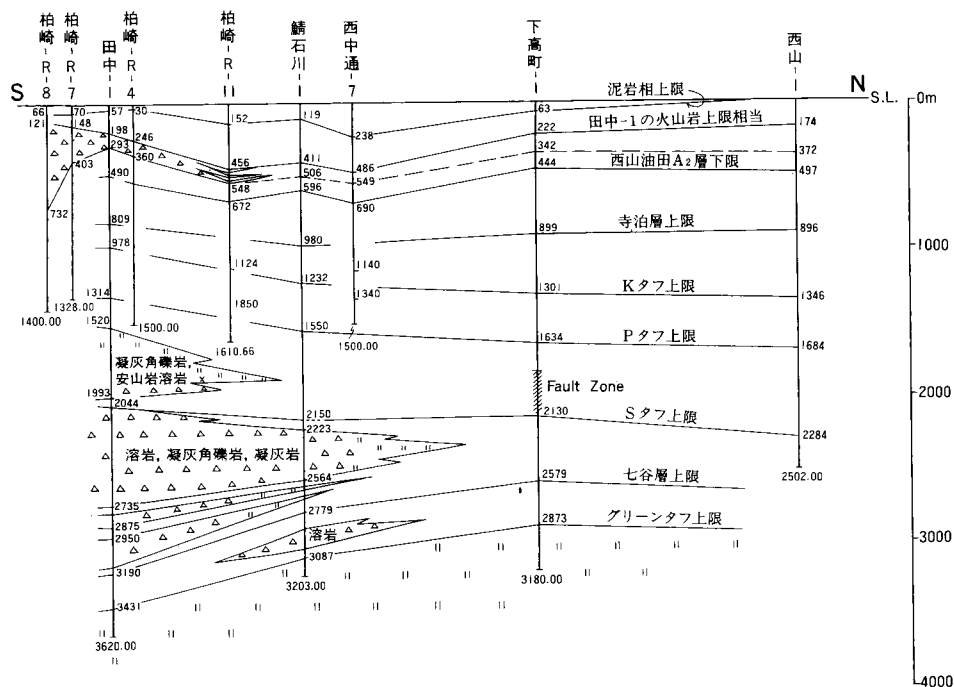 柏崎-R-8
柏崎-R-7
田中-1
柏崎-R-4
柏崎-R-11
鯖石川-1
西中通-7
下高町-1
西山-1
S
N
S.L.
0m
1000
2000
3000
4000
泥岩相上限
田中-1の火山岩上限相当
西山油田A₂層下限
寺泊層上限
Kタフ上限
Pタフ上限
Fault Zone
Sタフ上限
七谷層上限
グリーンタフ上限
凝灰角礫岩,
安山岩溶岩
溶岩, 凝灰角礫岩, 凝灰岩
溶岩
66
121
732
1400.00
70
148
403
1328.00
57
198
293
490
809
978
1314
1520
1993
2044
2735
2875
2950
3190
3431
3620.00
30
246
360
1500.00
152
456
548
672
1124
1850
1610.66
119
411
506
596
980
1232
1550
2150
2223
2564
2779
3087
3203.00
238
486
549
690
1140
1340
1500.00
63
222
342
444
899
1301
1634
2130
2579
2873
3180.00
174
372
497
896
1346
1684
2284
2502.00